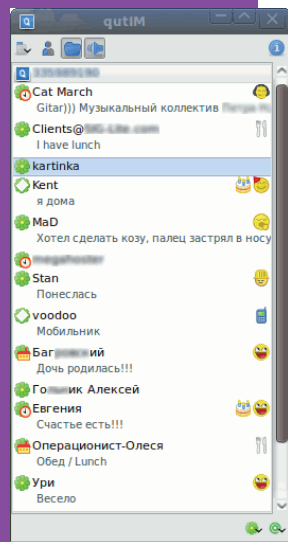 qutIM
Cat March
Gitar))) Музыкальный коллектив
Clients@
I have lunch
kartinka
Kent
я дома
MaD
Хотел сделать козу, палец застрял в носу
Stan
Понеслась
voodoo
Мобильник
Баг ий
Дочь родилась!!!
Го ик Алексей
Евгения
Счастье есть!!!
Операционист-Олеся
Обед / Lunch
Ури
Весело